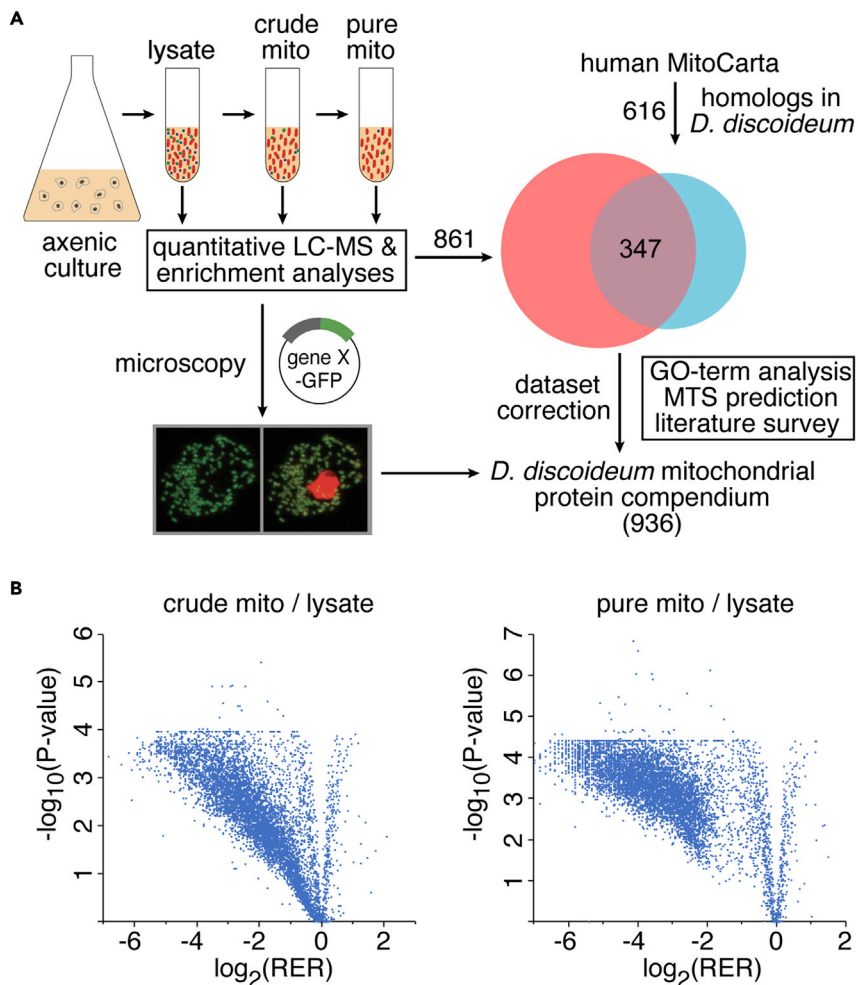 A
lysate
crude
mito
pure
mito
axenic
culture
quantitative LC-MS &
enrichment analyses
861
human MitoCarta
616
homologs in
D. discoideum
347
microscopy
gene X
-GFP
dataset
correction
GO-term analysis
MTS prediction
literature survey
D. discoideum mitochondrial
protein compendium
(936)
B
crude mito / lysate
-log10(P-value)
6
5
4
3
2
1
-6 -4 -2 0 2
log2(RER)
pure mito / lysate
-log10(P-value)
7
6
5
4
3
2
1
-6 -4 -2 0 2
log2(RER)